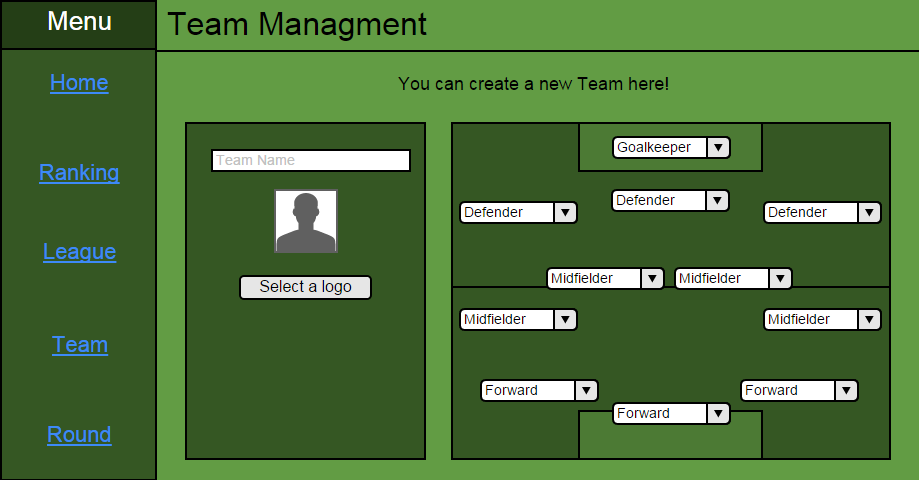 Menu
Team Managment
Home
Ranking
League
Team
Round
You can create a new Team here!
Team Name
Select a logo
Goalkeeper
Defender
Defender
Defender
Midfielder
Midfielder
Midfielder
Midfielder
Forward
Forward
Forward